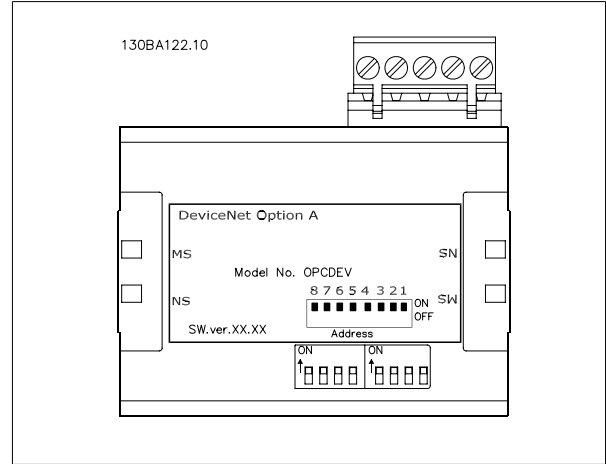 130BA122.10
DeviceNet Option A
MS
SN
Model No. OPCDEV
8 7 6 5 4 3 2 1
NS
ON
SW
OFF
SW.ver.XX.XX
Address
ON
ON